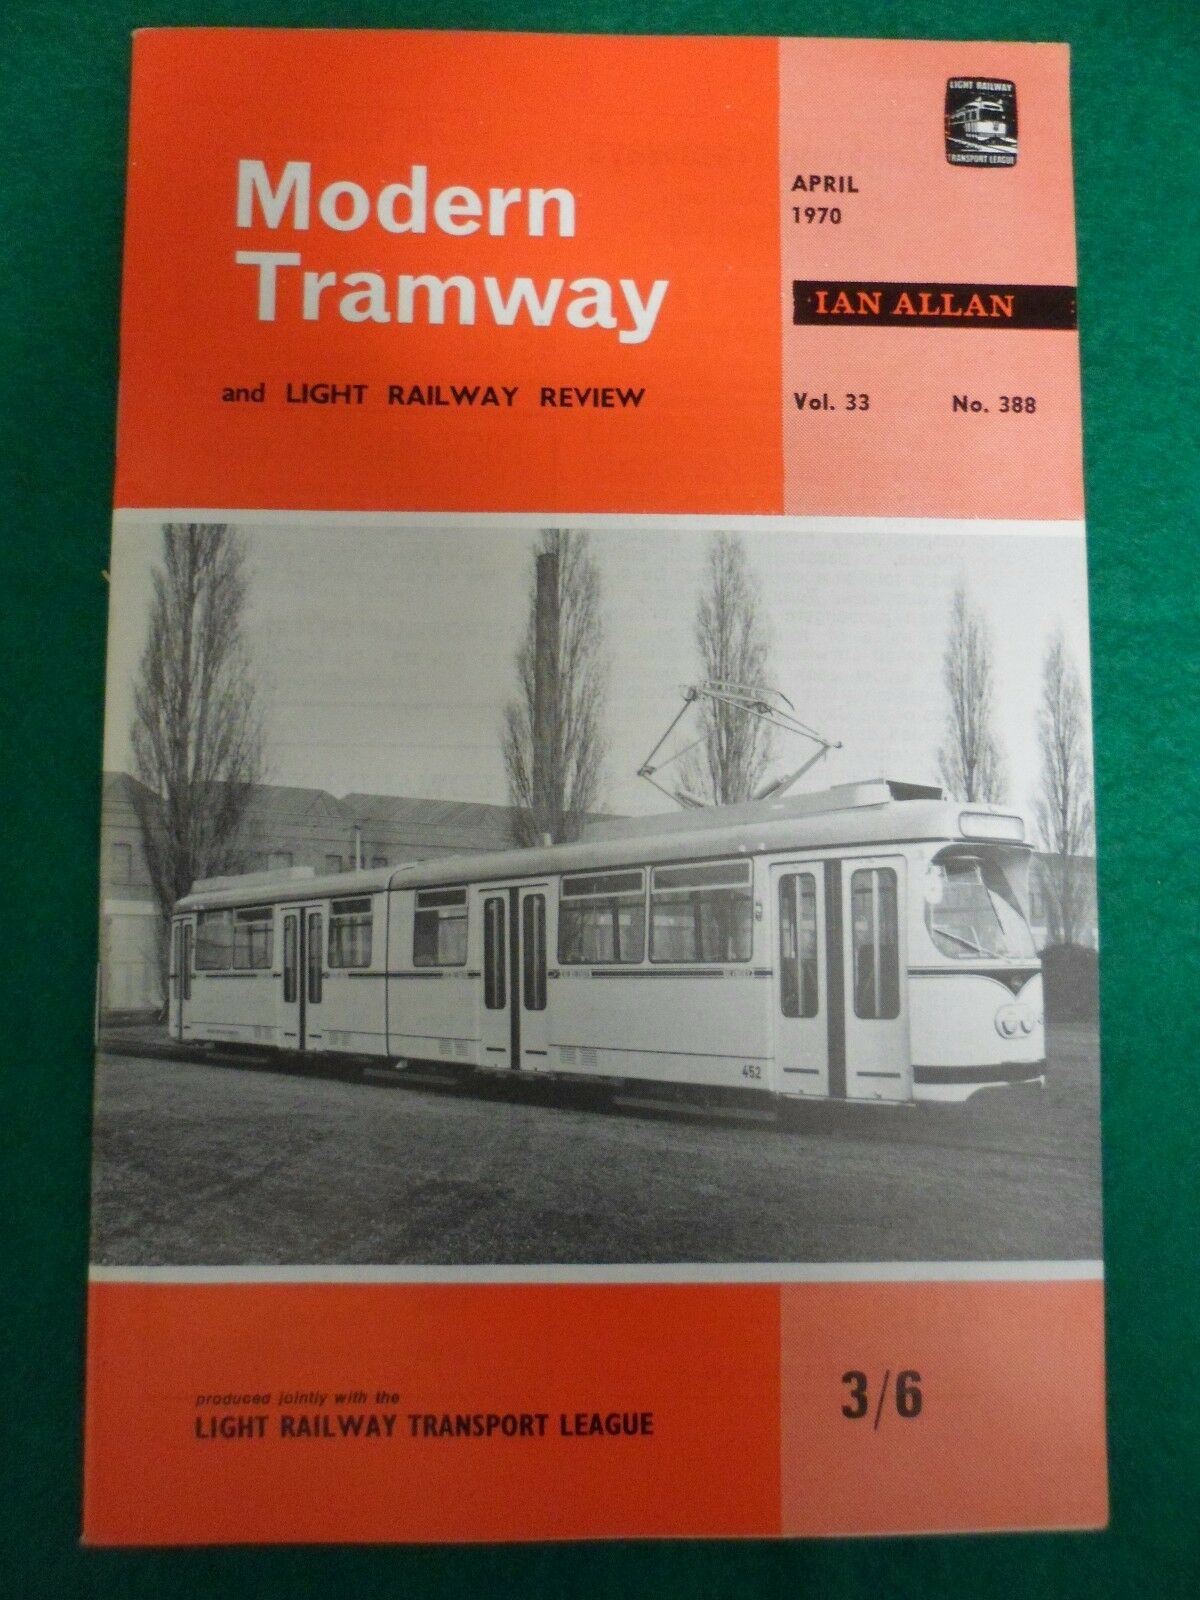 LIGHT RAILWAY
TRANSPORT LEAGUE
Modern
Tramway
and LIGHT RAILWAY REVIEW
APRIL
1970
IAN ALLAN
Vol. 33 No. 388
452
produced jointly with the
LIGHT RAILWAY TRANSPORT LEAGUE
3/6